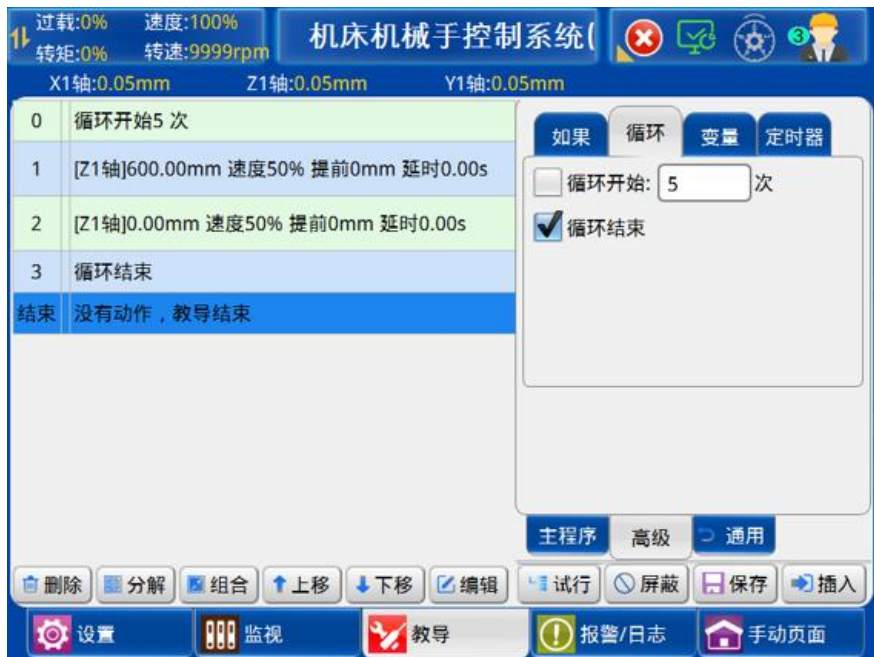 过载:0% 速度:100%
转矩:0% 转速:9999rpm
机床机械手控制系统(
3
X1轴:0.05mm Z1轴:0.05mm Y1轴:0.05mm
0 循环开始5 次
1 [Z1轴]600.00mm 速度50% 提前0mm 延时0.00s
2 [Z1轴]0.00mm 速度50% 提前0mm 延时0.00s
3 循环结束
结束 没有动作，教导结束
如果 循环 变量 定时器
循环开始: 5 次
循环结束
主程序 高级 通用
删除 分解 组合 上移 下移 编辑 试行 屏蔽 保存 插入
设置 监视 教导 报警/日志 手动页面